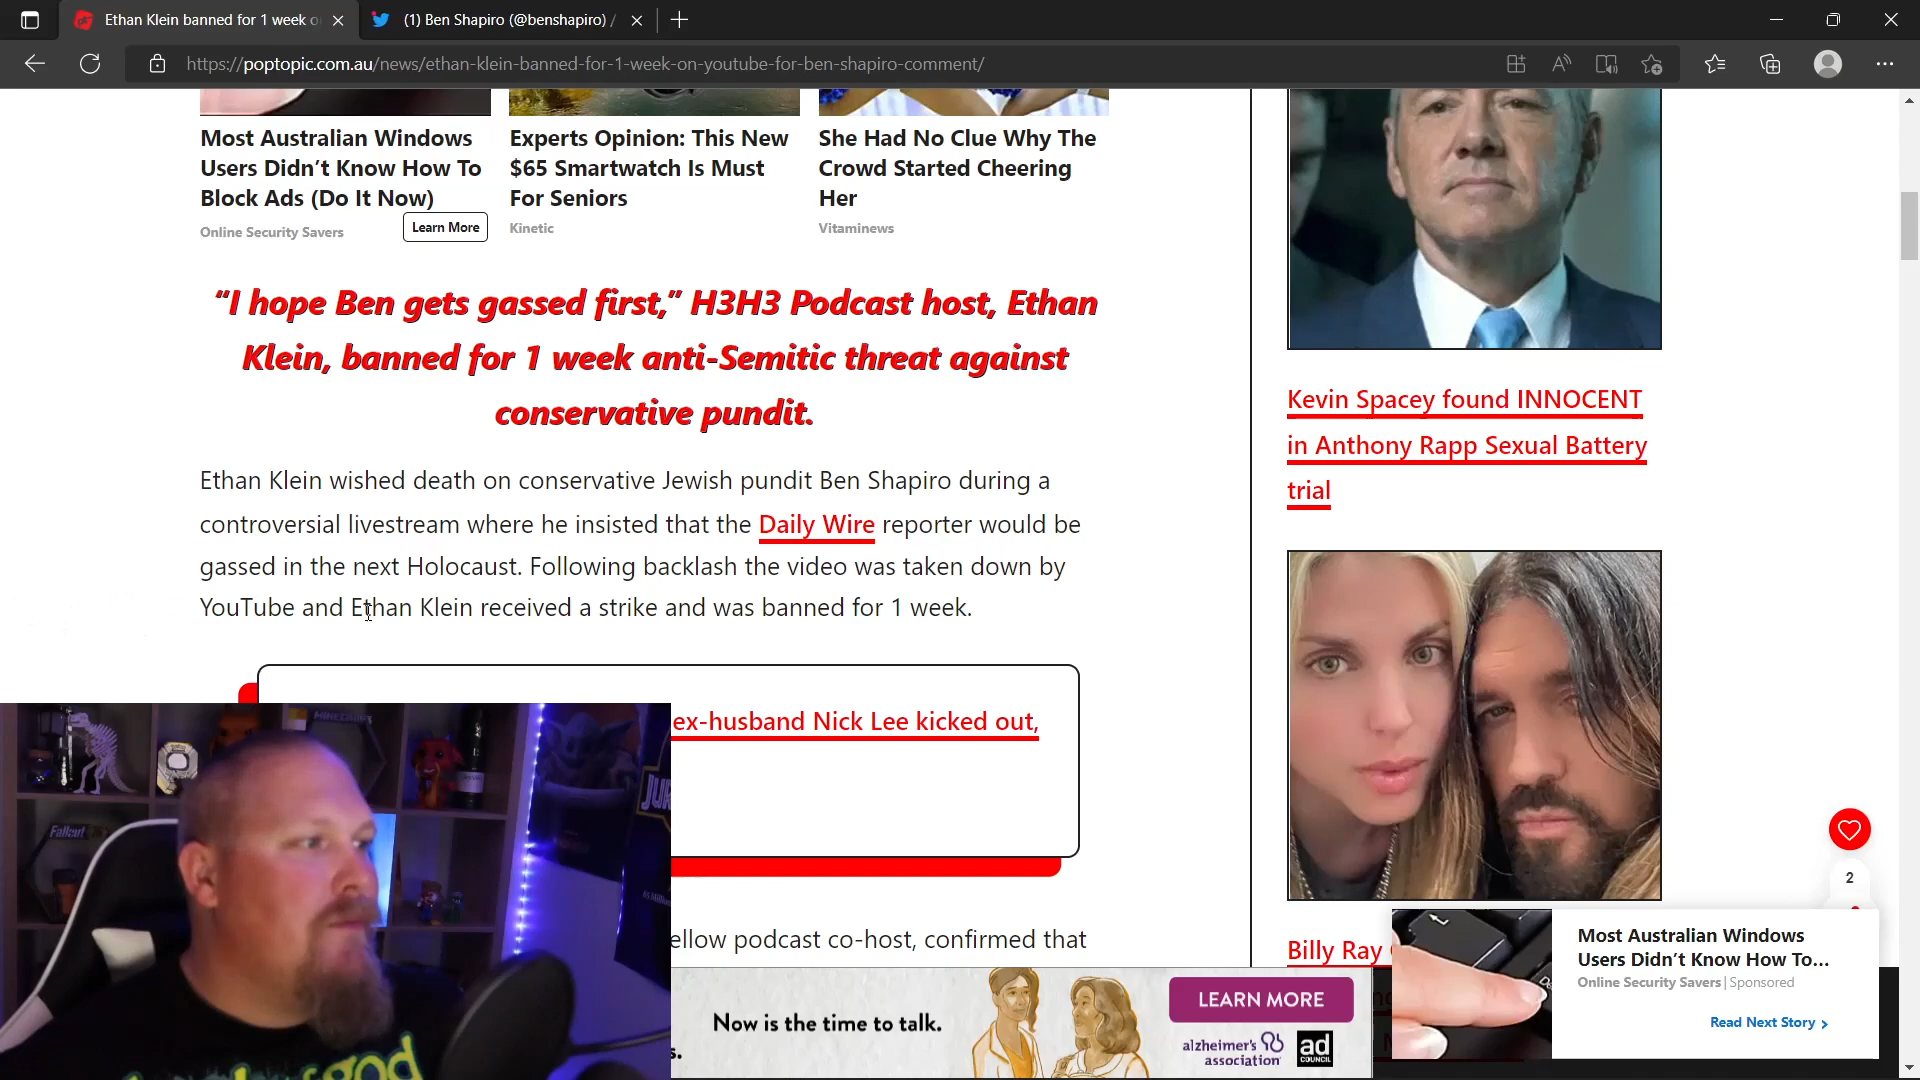 Ethan Klein banned for 1 week o
(1) Ben Shapiro (@benshapiro) /
https://poptopic.com.au/news/ethan-klein-banned-for-1-week-on-youtube-for-ben-shapiro-comment/
Most Australian Windows
Users Didn't Know How To
Block Ads (Do It Now)
Online Security Savers
Learn More
Experts Opinion: This New
$65 Smartwatch Is Must
For Seniors
Kinetic
She Had No Clue Why The
Crowd Started Cheering
Her
Vitaminews
“I hope Ben gets gassed first,” H3H3 Podcast host, Ethan
Klein, banned for 1 week anti-Semitic threat against
conservative pundit.
Ethan Klein wished death on conservative Jewish pundit Ben Shapiro during a
controversial livestream where he insisted that the Daily Wire reporter would be
gassed in the next Holocaust. Following backlash the video was taken down by
YouTube and Ethan Klein received a strike and was banned for 1 week.
ex-husband Nick Lee kicked out,
ellow podcast co-host, confirmed that
Kevin Spacey found INNOCENT
in Anthony Rapp Sexual Battery
trial
Billy Ray
2
Most Australian Windows
Users Didn't Know How To...
Online Security Savers | Sponsored
Read Next Story
s.
Now is the time to talk.
LEARN MORE
alzheimer's
association
ad
COUNCIL
MINECRAFT
Fallout
JUR
god